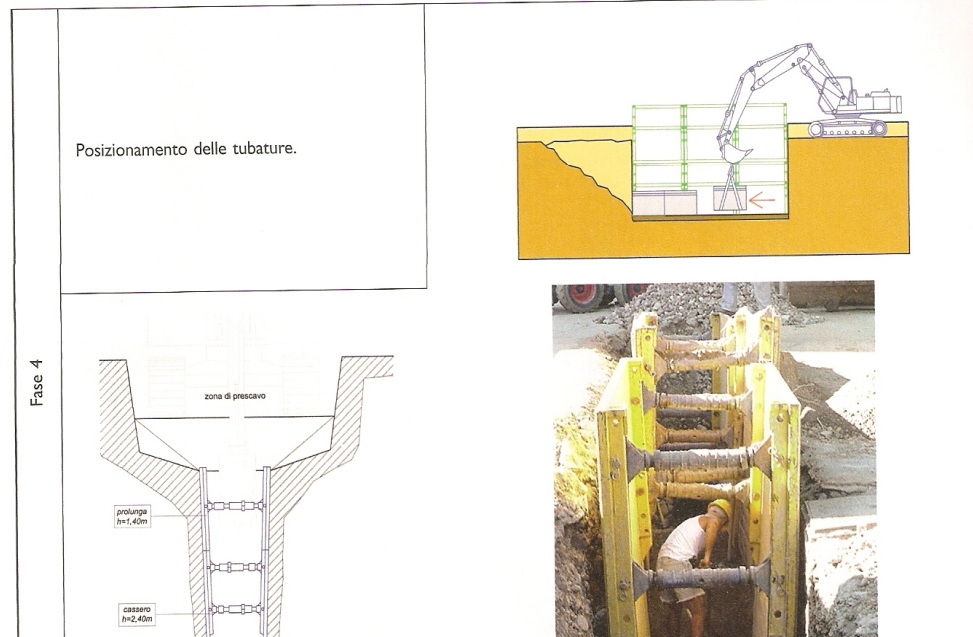 Posizionamento delle tubature.
Fase 4
zona di prescavo
prolunga
h=1,40m
cassero
h=2,40m